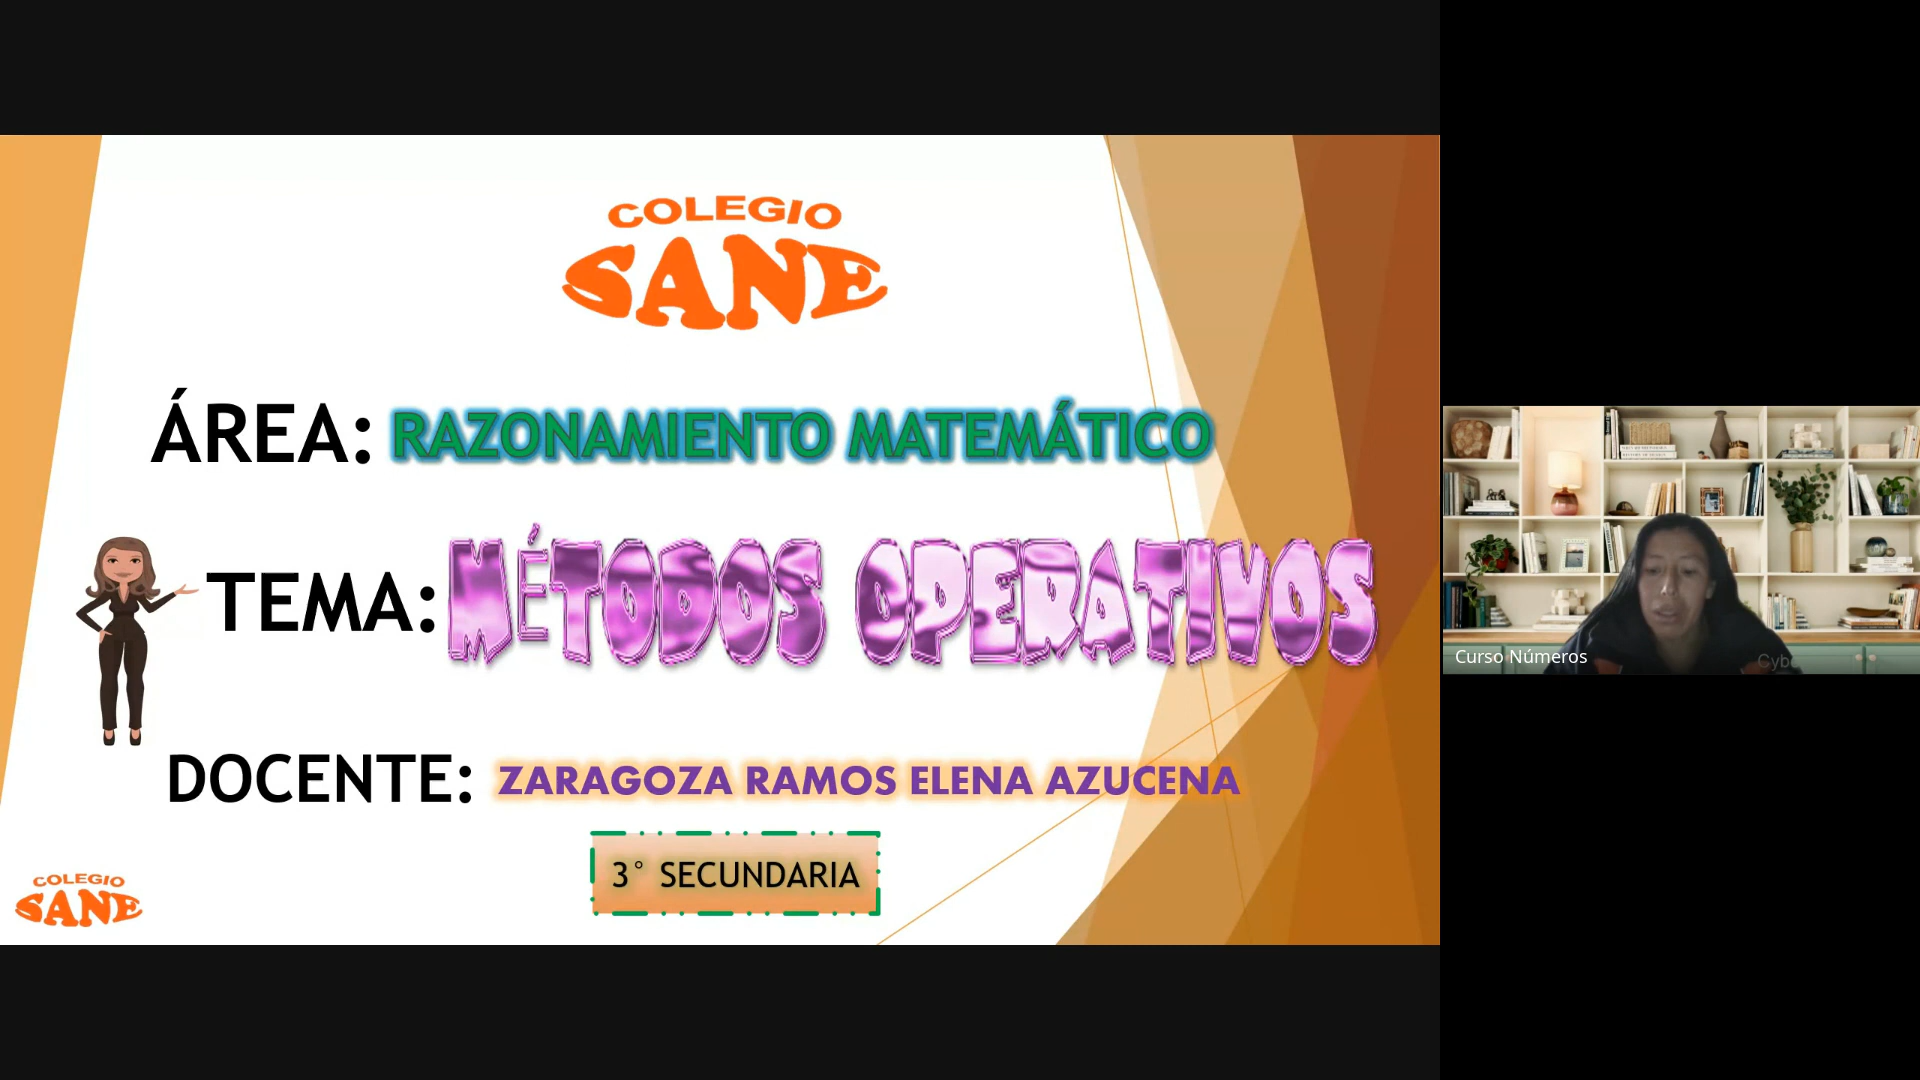 COLEGIO
SANE
ÁREA: RAZONAMIENTO MATEMÁTICO
TEMA: MÉTODOS OPERATIVOS
DOCENTE: ZARAGOZA RAMOS ELENA AZUCENA
3° SECUNDARIA
COLEGIO
SANE
Curso Números